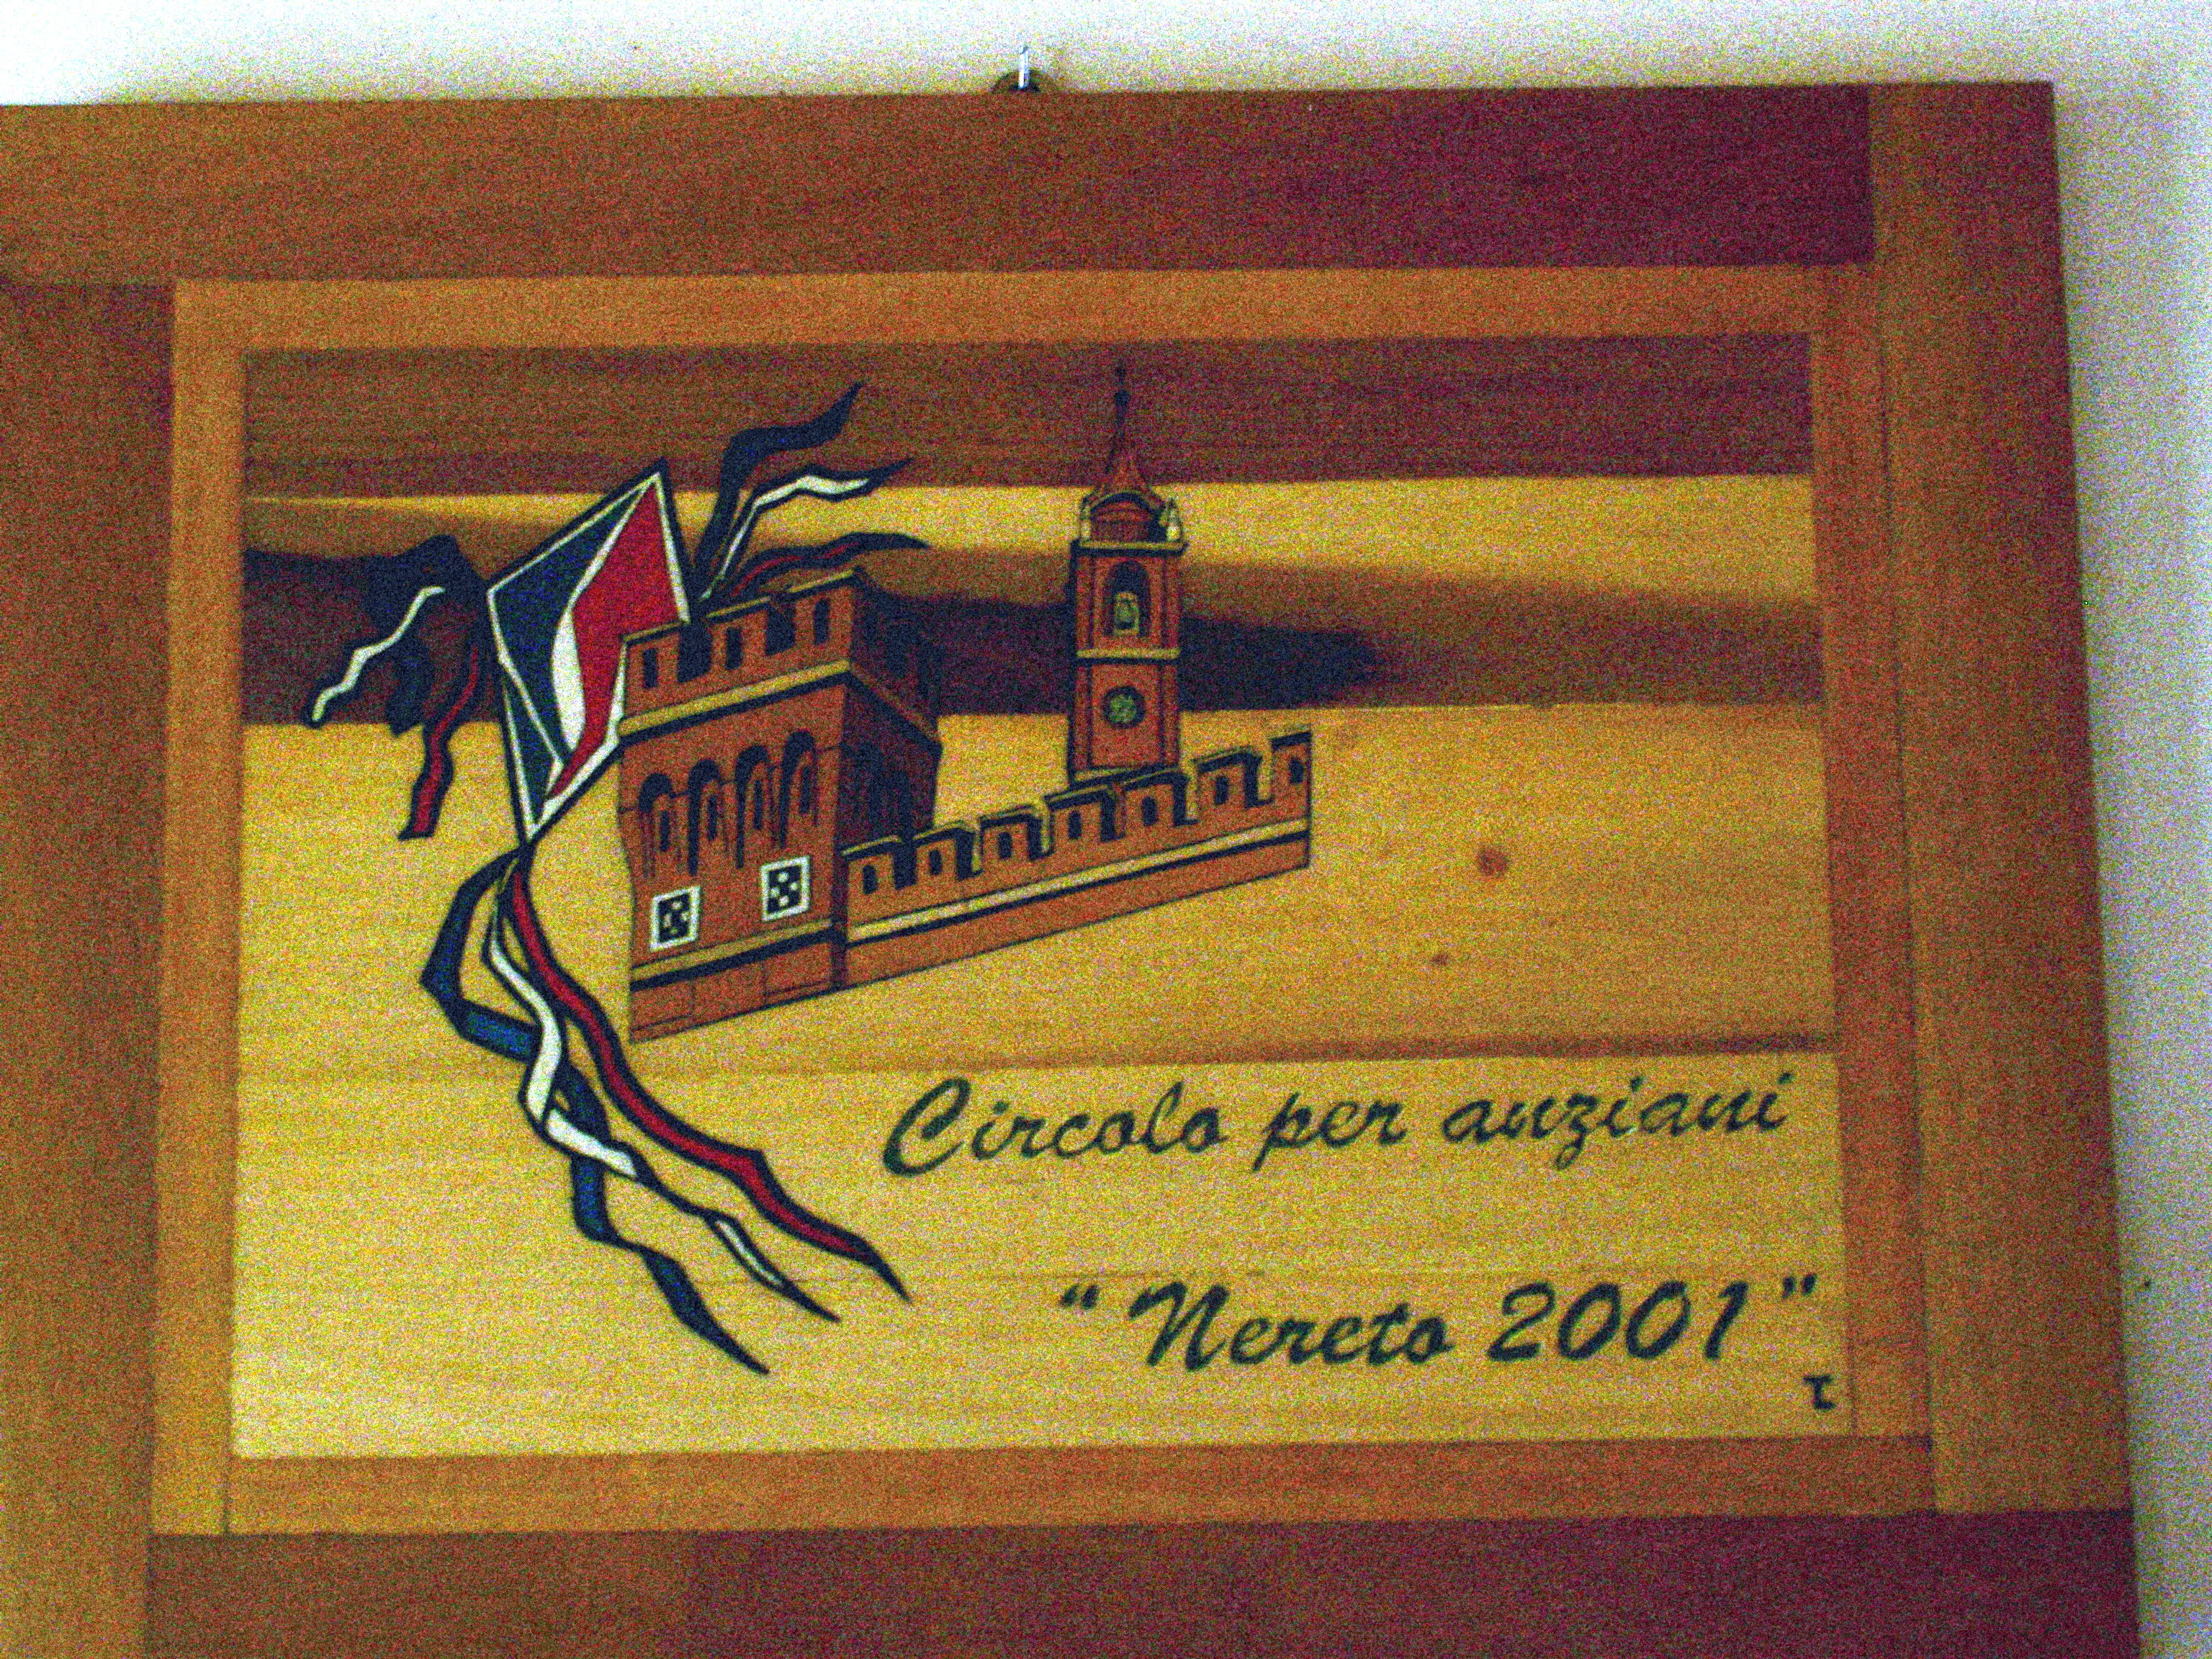 Circolo per anziani
"Nereto 2001"